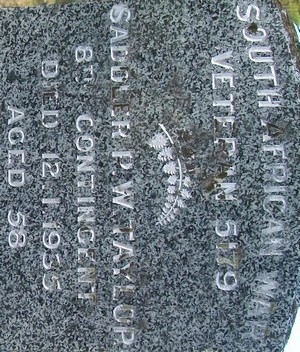 SOUTH AFRICAN WAR
VETERAN 5179
SADDLER P.W. TAYLOR
8TH CONTINGENT
DIED 12.1.1935
AGED 58